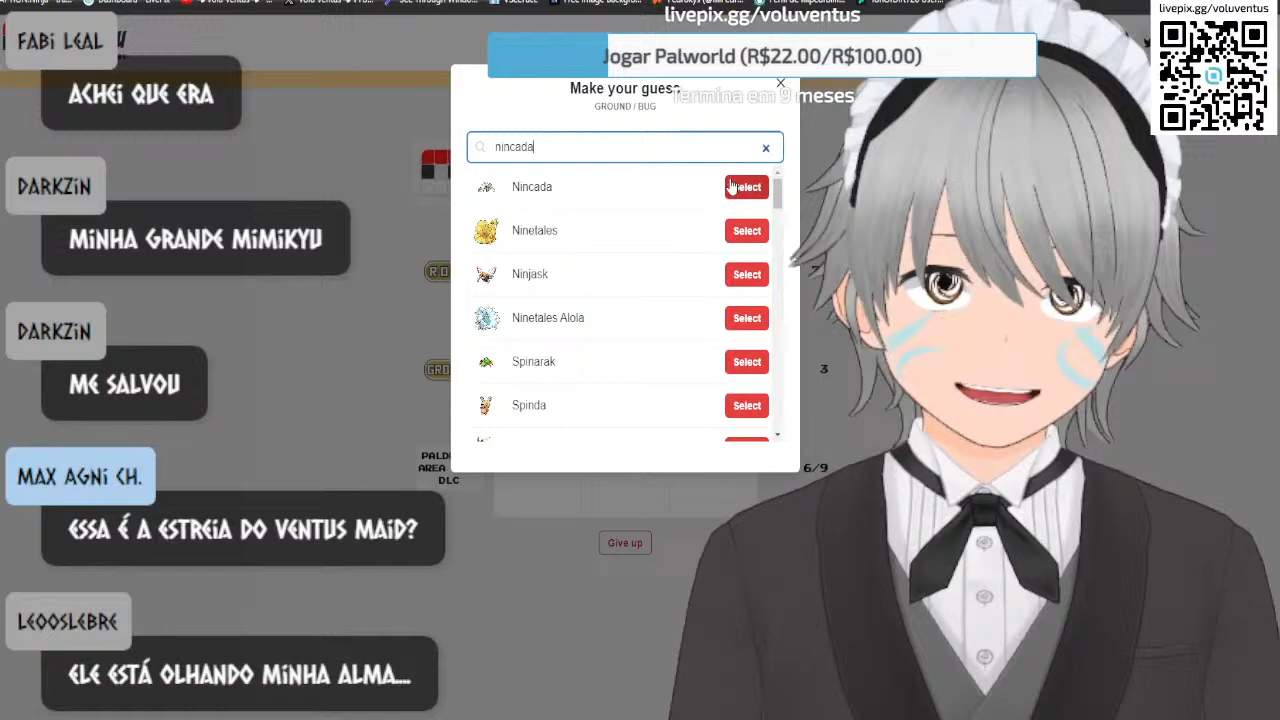 livepix.gg/voluventus
livepix.gg/voluventus
FABI LEAL
ACHEI QUE ERA
Jogar Palworld (R$22.00/R$100.00)
Termina em 9 meses
Make your guess
GROUND / BUG
nincada
DARKZIN
MINHA GRANDE MIMIKYU
Nincada
Select
Ninetales
Select
Ninjask
Select
Ninetales Alola
Select
DARKZIN
ME SALVOU
Spinarak
Select
Spinda
Select
3
6/9
AREA
DLC
MAX AGNI CH.
ESSA É A ESTREIA DO VENTUS MAID?
Give up
LEOOSLEBRE
ELE ESTÁ OLHANDO MINHA ALMA...